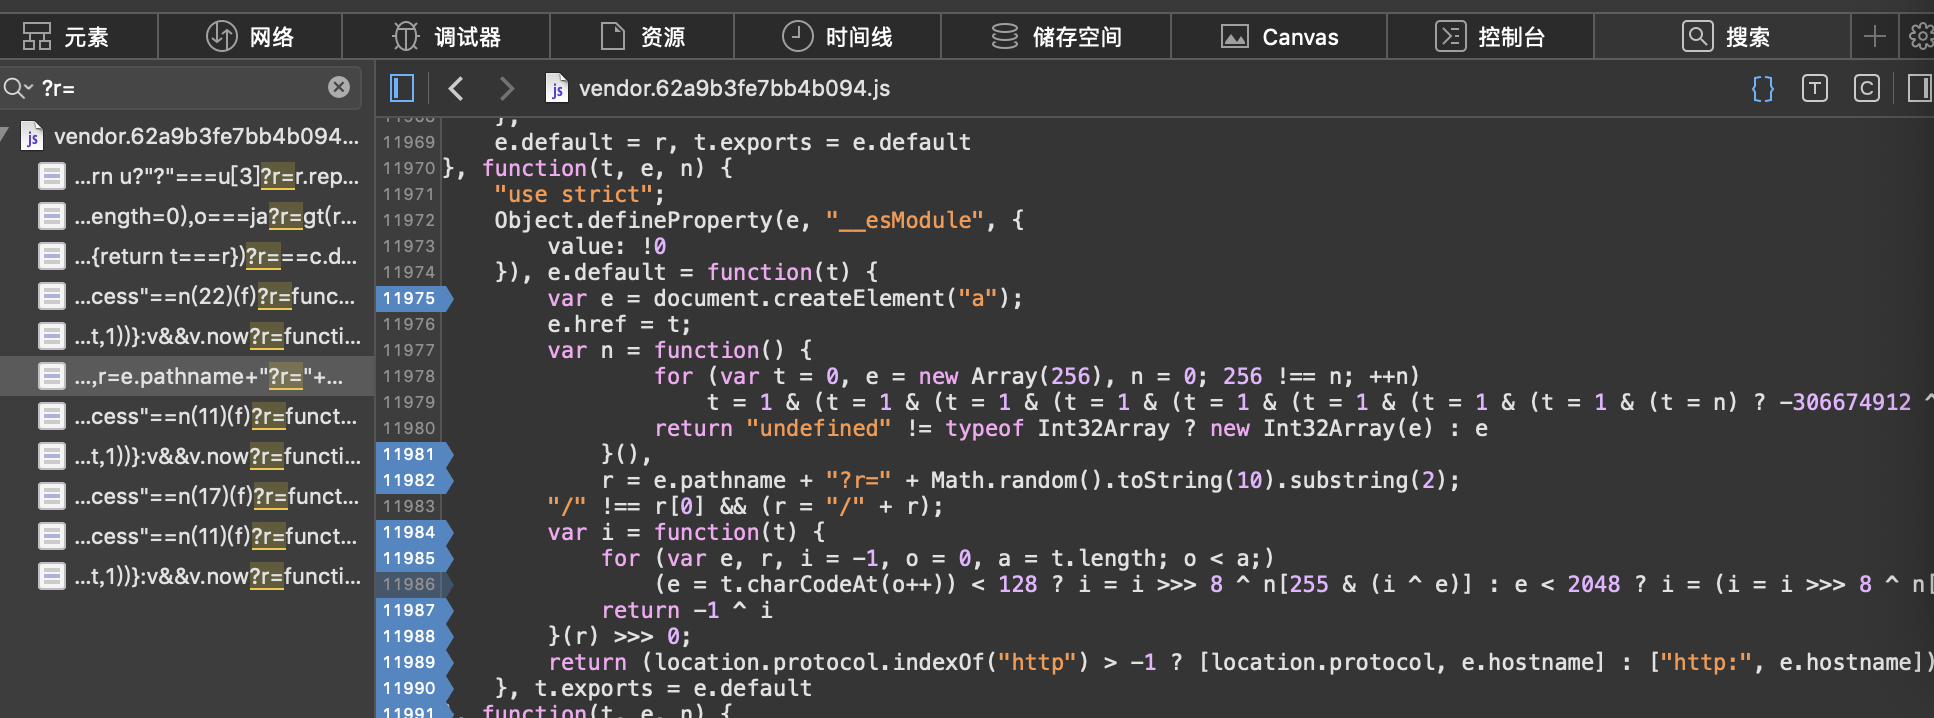 元素 网络 调试器 资源 时间线 储存空间 Canvas 控制台 搜索
?r=
js vendor.62a9b3fe7bb4b094.js
{} T C
js vendor.62a9b3fe7bb4b094...
...rn u?"?"===u[3]?r=r.rep...
...ength=0),o===ja?r=gt(r...
...{return t===r})?r===c.d...
...cess"==n(22)(f)?r=func...
...t,1))}:v&&v.now?r=functi...
...,r=e.pathname+"?r="+...
...cess"==n(11)(f)?r=funct...
...t,1))}:v&&v.now?r=functi...
...cess"==n(17)(f)?r=funct...
...cess"==n(11)(f)?r=funct...
...t,1))}:v&&v.now?r=functi...
11968 },
11969 e.default = r, t.exports = e.default
11970 }, function(t, e, n) {
11971 "use strict";
11972 Object.defineProperty(e, "__esModule", {
11973 value: !0
11974 }), e.default = function(t) {
11975 var e = document.createElement("a");
11976 e.href = t;
11977 var n = function() {
11978 for (var t = 0, e = new Array(256), n = 0; 256 !== n; ++n)
11979 t = 1 & (t = 1 & (t = 1 & (t = 1 & (t = 1 & (t = 1 & (t = 1 & (t = 1 & (t = n) ? -306674912 ^
11980 return "undefined" != typeof Int32Array ? new Int32Array(e) : e
11981 }(),
11982 r = e.pathname + "?r=" + Math.random().toString(10).substring(2);
11983 "/" !== r[0] && (r = "/" + r);
11984 var i = function(t) {
11985 for (var e, r, i = -1, o = 0, a = t.length; o < a;)
11986 (e = t.charCodeAt(o++)) < 128 ? i = i >>> 8 ^ n[255 & (i ^ e)] : e < 2048 ? i = (i = i >>> 8 ^ n[
11987 return -1 ^ i
11988 }(r) >>> 0;
11989 return (location.protocol.indexOf("http") > -1 ? [location.protocol, e.hostname] : ["http:", e.hostname])
11990 }, t.exports = e.default
11991 }, function(t, e, n) {